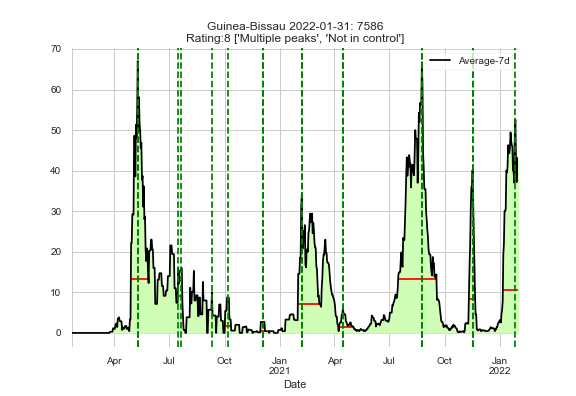 Guinea-Bissau 2022-01-31: 7586
Rating:8 ['Multiple peaks', 'Not in control']
Average-7d
70
60
50
40
30
20
10
0
Apr Jul Oct Jan Apr Jul Oct Jan
2021 2022
Date